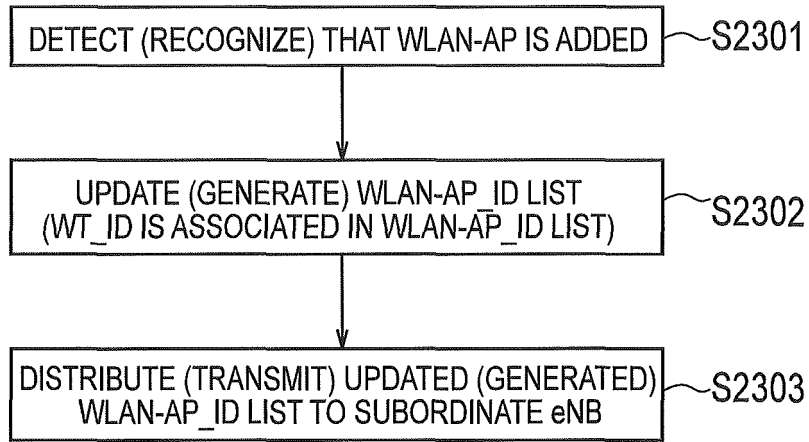 DETECT (RECOGNIZE) THAT WLAN-AP IS ADDED
S2301
UPDATE (GENERATE) WLAN-AP_ID LIST
(WT_ID IS ASSOCIATED IN WLAN-AP_ID LIST)
S2302
DISTRIBUTE (TRANSMIT) UPDATED (GENERATED)
WLAN-AP_ID LIST TO SUBORDINATE eNB
S2303